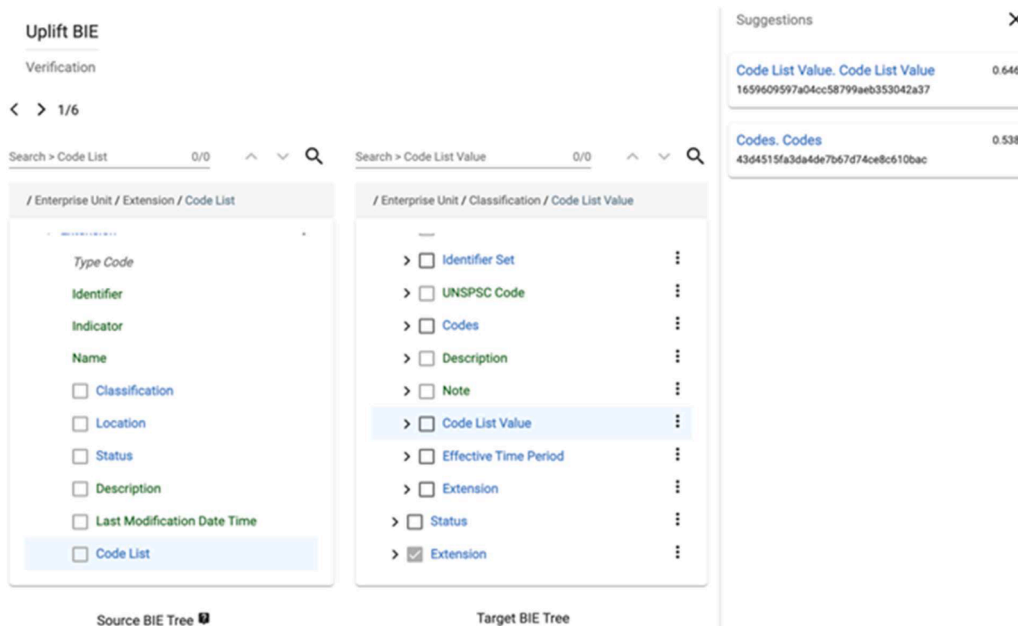 Uplift BIE
Verification
1/6
Search > Code List 0/0
/ Enterprise Unit / Extension / Code List
Type Code
Identifier
Indicator
Name
Classification
Location
Status
Description
Last Modification Date Time
Code List
Source BIE Tree
Search > Code List Value 0/0
/ Enterprise Unit / Classification / Code List Value
Identifier Set
UNSPSC Code
Codes
Description
Note
Code List Value
Effective Time Period
Extension
Status
Extension
Target BIE Tree
Suggestions
Code List Value. Code List Value 0.646
1659609597a04cc58799aeb353042a37
Codes. Codes 0.538
43d4515fa3da4de7b67d74ce8c610bac